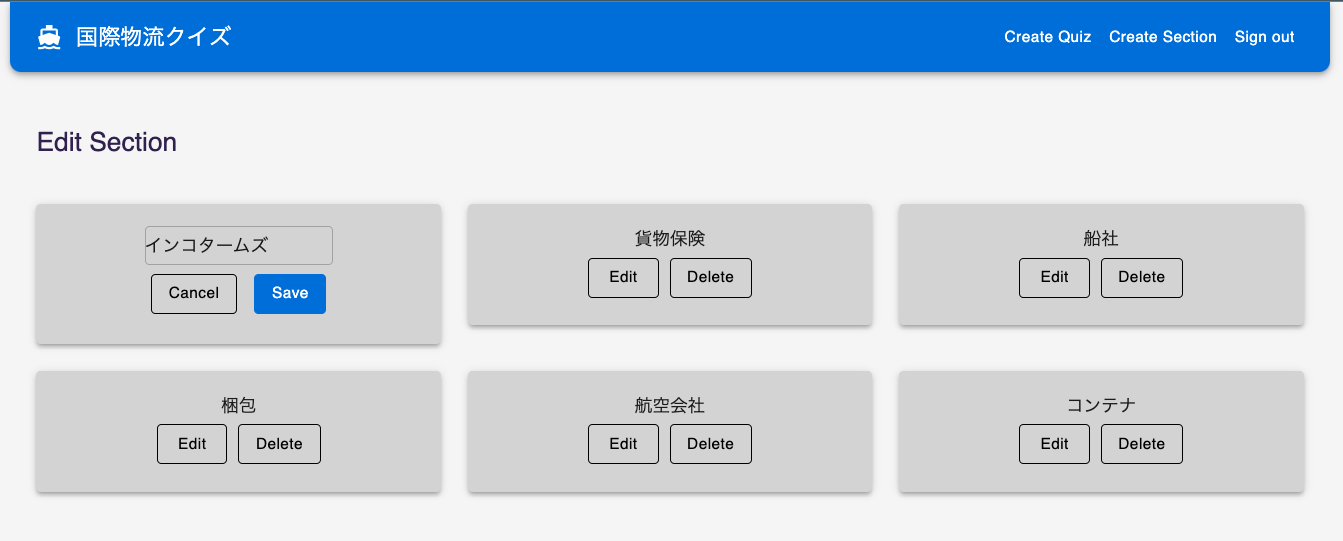 国際物流クイズ
Create Quiz Create Section Sign out
Edit Section
インコタームズ
Cancel Save
貨物保険
Edit Delete
船社
Edit Delete
梱包
Edit Delete
航空会社
Edit Delete
コンテナ
Edit Delete